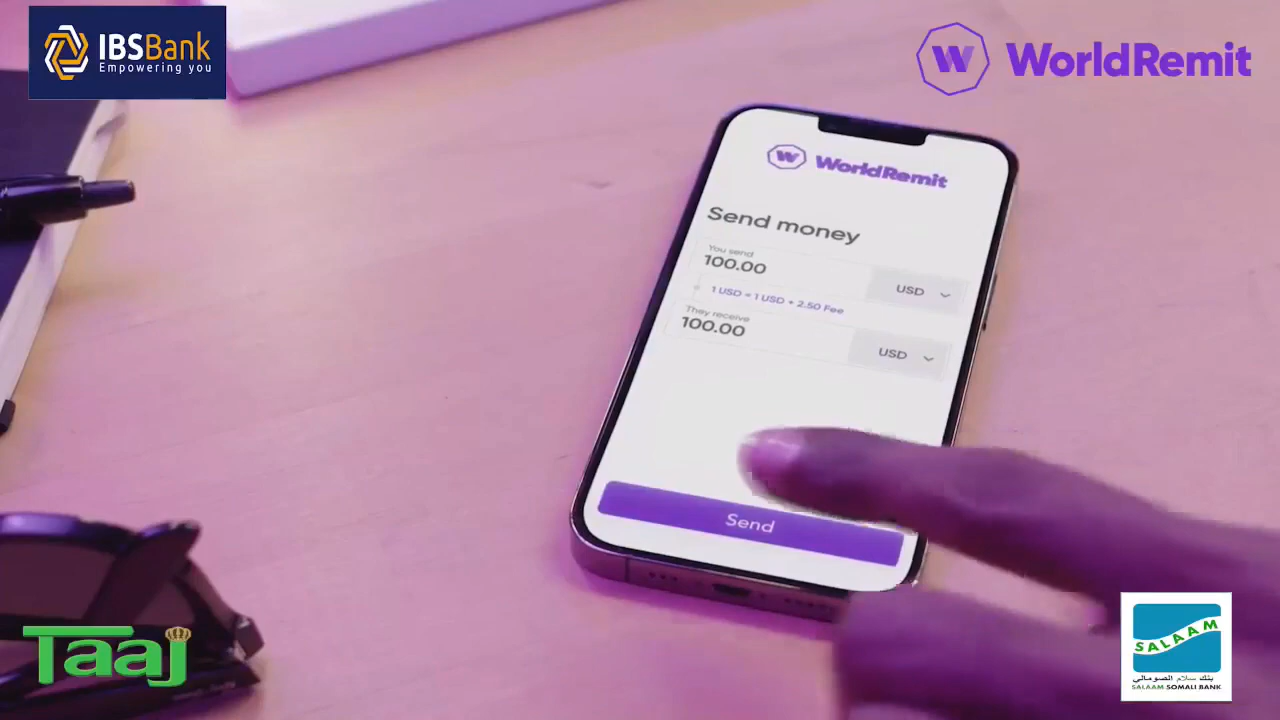 IBSBank
Empowering you
W WorldRemit
W WorldRemit
Send money
You send
100.00
USD
1 USD = 1 USD + 2.50 Fee
They receive
100.00
USD
Send
Taaj
SALAAM
بنك سلام الصومالي
SALAAM SOMALI BANK